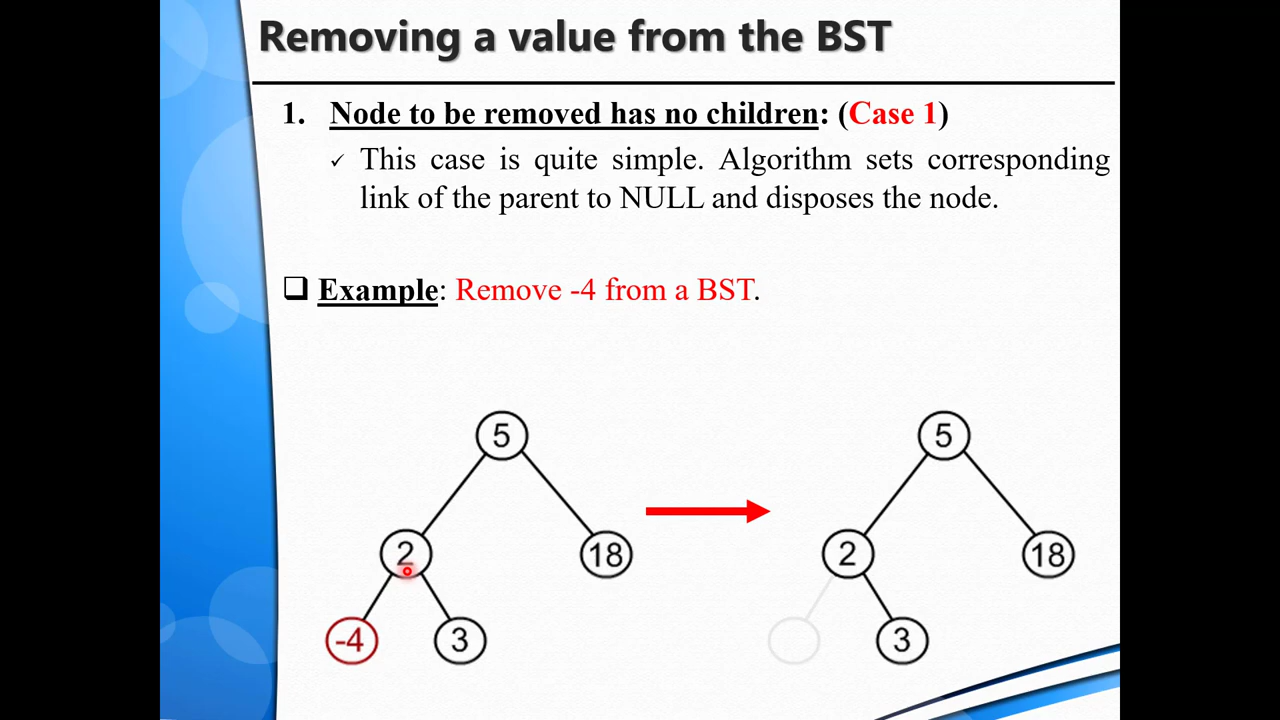 Removing a value from the BST
1. Node to be removed has no children: (Case 1)
✓ This case is quite simple. Algorithm sets corresponding
link of the parent to NULL and disposes the node.
❑ Example: Remove -4 from a BST.
5 5
2 18 2 18
-4 3 3